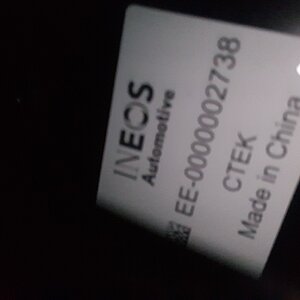 INEOS
Automotive
EE-0000002738
CTEK
Made in China